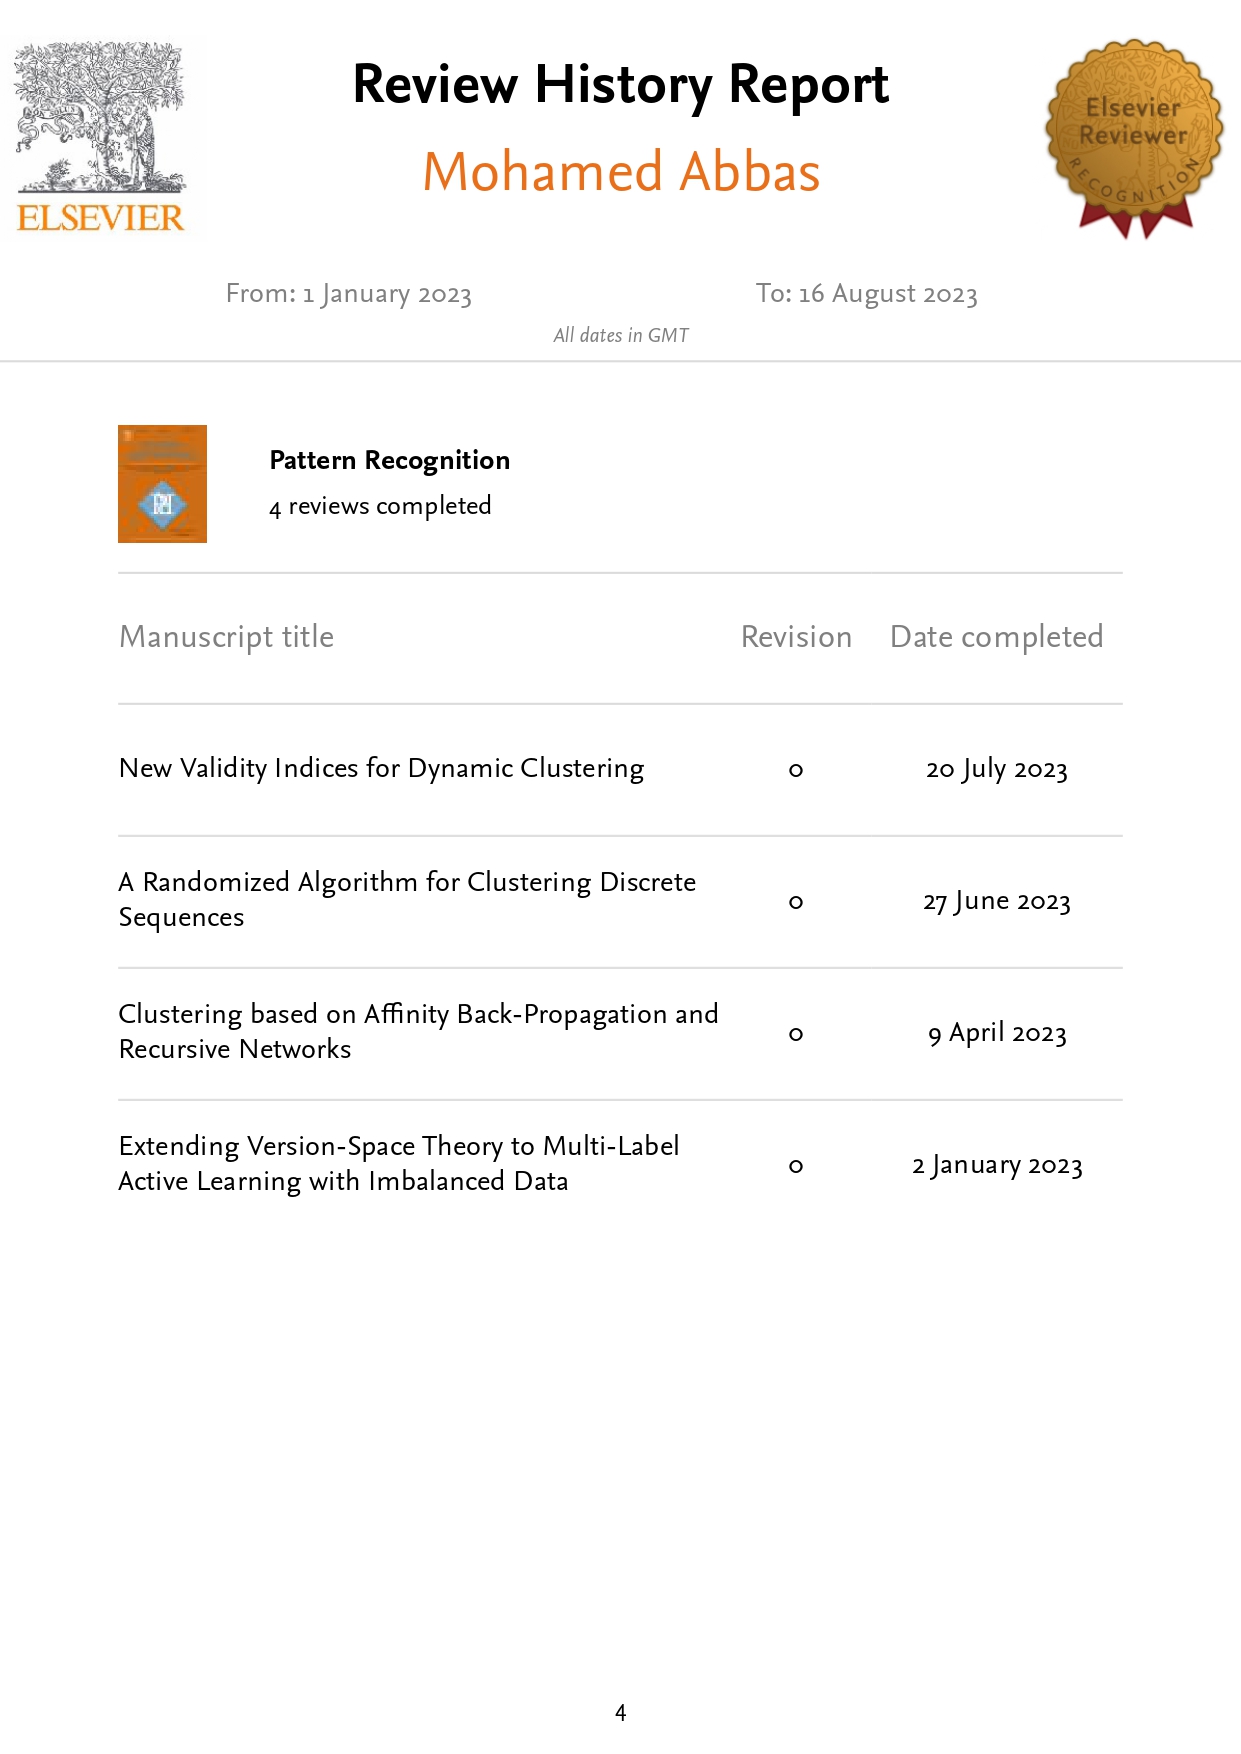 ELSEVIER
Review History Report
Mohamed Abbas
Elsevier
Reviewer
RECOGNITION
From: 1 January 2023 To: 16 August 2023
All dates in GMT
Pattern Recognition
4 reviews completed
Manuscript title Revision Date completed
New Validity Indices for Dynamic Clustering 0 20 July 2023
A Randomized Algorithm for Clustering Discrete
Sequences 0 27 June 2023
Clustering based on Affinity Back-Propagation and
Recursive Networks 0 9 April 2023
Extending Version-Space Theory to Multi-Label
Active Learning with Imbalanced Data 0 2 January 2023
4